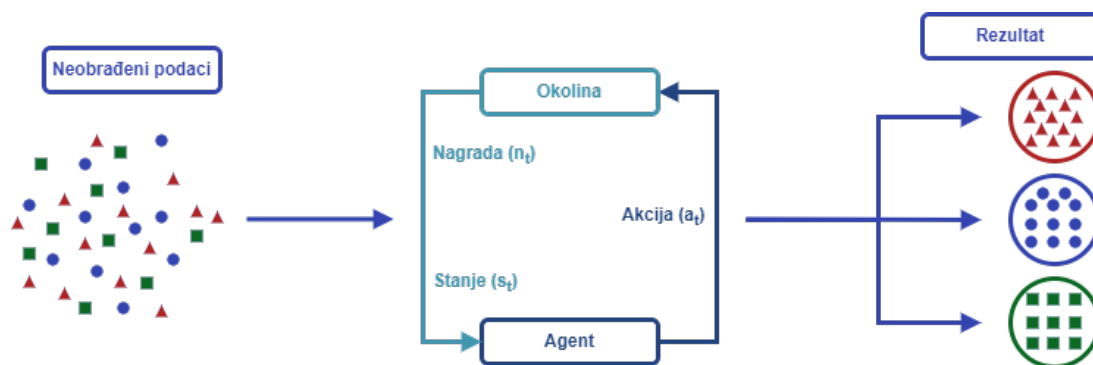 Neobrađeni podaci
Okolina
Nagrada (nₜ)
Akcija (aₜ)
Stanje (sₜ)
Agent
Rezultat